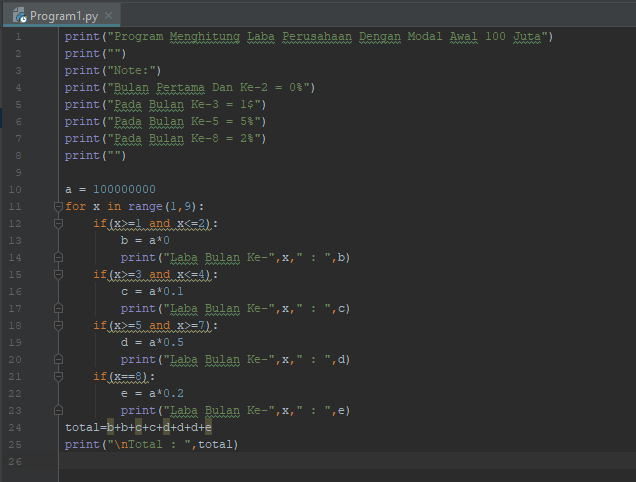 Program1.py
1 print("Program Menghitung Laba Perusahaan Dengan Modal Awal 100 Juta")
2 print("")
3 print("Note:")
4 print("Bulan Pertama Dan Ke-2 = 0%")
5 print("Pada Bulan Ke-3 = 1$")
6 print("Pada Bulan Ke-5 = 5%")
7 print("Pada Bulan Ke-8 = 2%")
8 print("")
9
10 a = 100000000
11 for x in range(1,9):
12     if(x>=1 and x<=2):
13         b = a*0
14         print("Laba Bulan Ke-",x," : ",b)
15     if(x>=3 and x<=4):
16         c = a*0.1
17         print("Laba Bulan Ke-",x," : ",c)
18     if(x>=5 and x>=7):
19         d = a*0.5
20         print("Laba Bulan Ke-",x," : ",d)
21     if(x==8):
22         e = a*0.2
23         print("Laba Bulan Ke-",x," : ",e)
24 total=b+b+c+c+d+d+d+e
25 print("\nTotal : ",total)
26